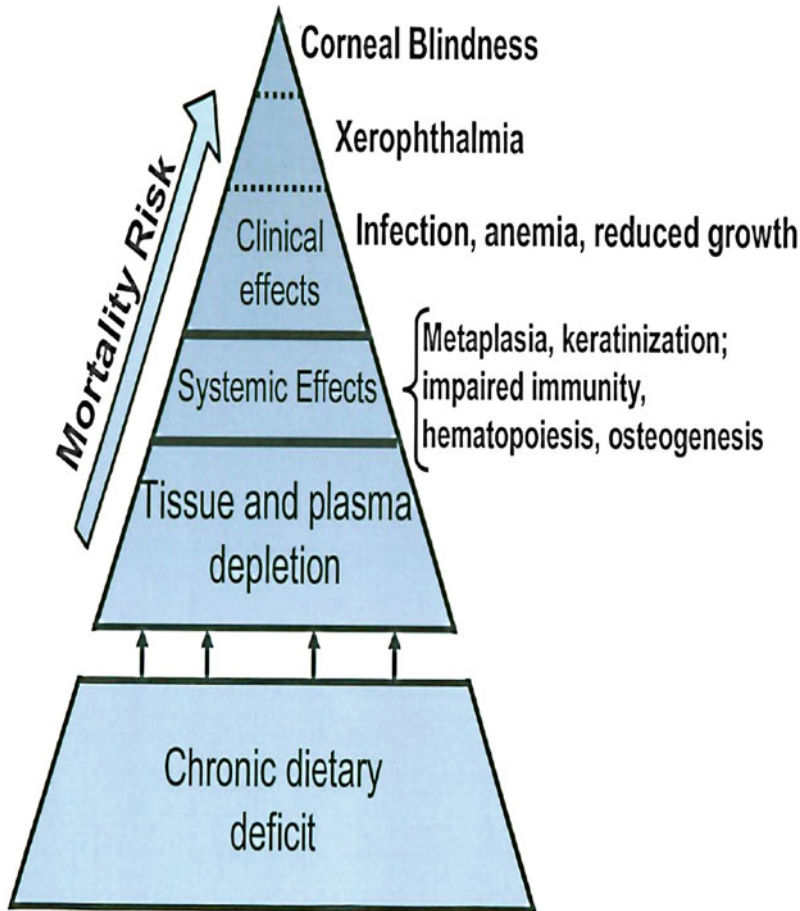 Corneal Blindness
Xerophthalmia
Mortality Risk
Clinical
effects
Infection, anemia, reduced growth
Systemic Effects
Metaplasia, keratinization;
impaired immunity,
hematopoiesis, osteogenesis
Tissue and plasma
depletion
Chronic dietary
deficit